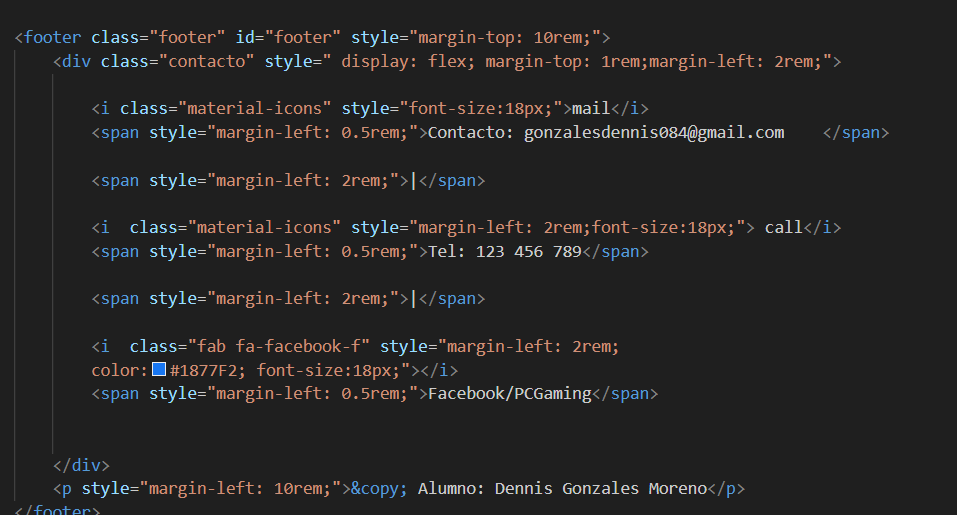 <footer class="footer" id="footer" style="margin-top: 10rem;">
<div class="contacto" style=" display: flex; margin-top: 1rem;margin-left: 2rem;">
<i class="material-icons" style="font-size:18px;">mail</i>
<span style="margin-left: 0.5rem;">Contacto: gonzalesdennis084@gmail.com    </span>
<span style="margin-left: 2rem;">|</span>
<i  class="material-icons" style="margin-left: 2rem;font-size:18px;"> call</i>
<span style="margin-left: 0.5rem;">Tel: 123 456 789</span>
<span style="margin-left: 2rem;">|</span>
<i  class="fab fa-facebook-f" style="margin-left: 2rem;
color: #1877F2; font-size:18px;"></i>
<span style="margin-left: 0.5rem;">Facebook/PCGaming</span>
</div>
<p style="margin-left: 10rem;">&copy; Alumno: Dennis Gonzales Moreno</p>
</footer>